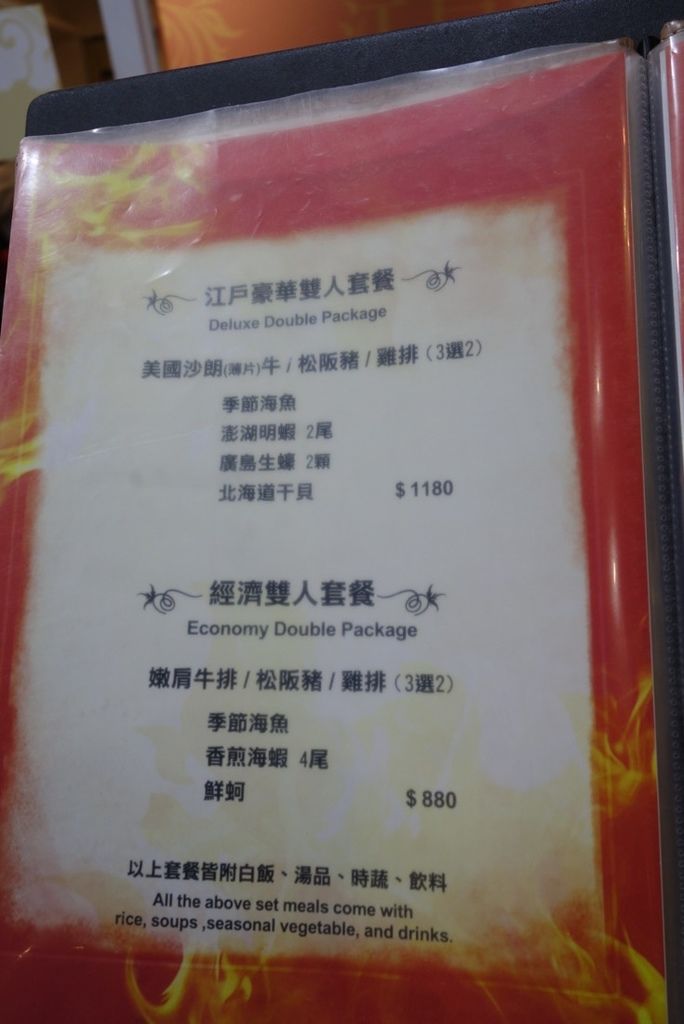 江戶豪華雙人套餐
Deluxe Double Package
美國沙朗(薄片)牛 / 松阪豬 / 雞排（3選2）
季節海魚
澎湖明蝦 2尾
廣島生蠔 2顆
北海道干貝 $1180
經濟雙人套餐
Economy Double Package
嫩肩牛排 / 松阪豬 / 雞排（3選2）
季節海魚
香煎海蝦 4尾
鮮蚵 $880
以上套餐皆附白飯、湯品、時蔬、飲料
All the above set meals come with
rice, soups ,seasonal vegetable, and drinks.